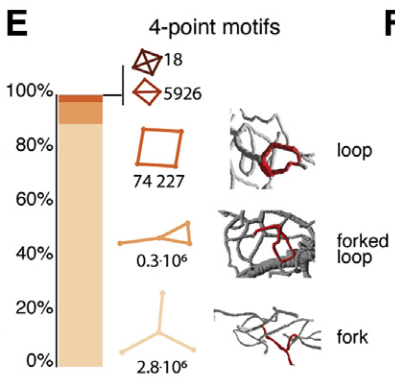 E
4-point motifs
F
18
5926
100%
80%
60%
40%
20%
0%
74 227
loop
0.3·10⁶
forked
loop
2.8·10⁶
fork